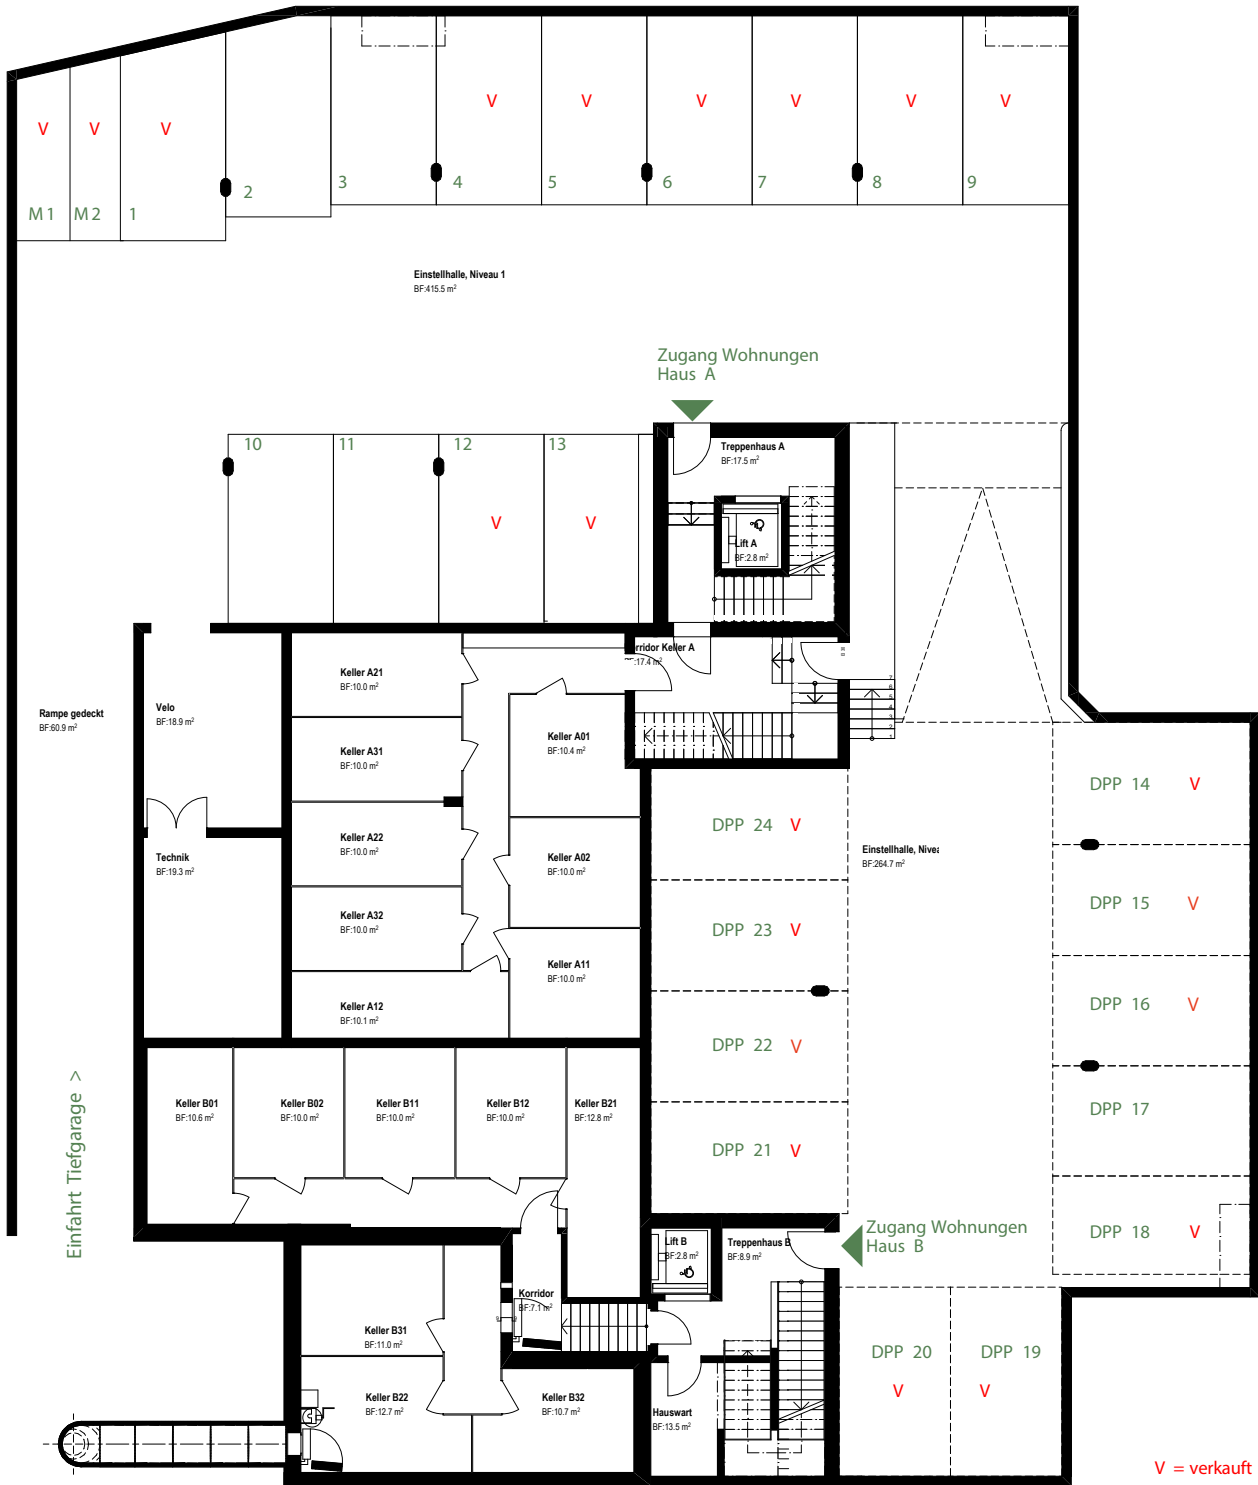 V V V V V V V V V
M 1 M 2 1 2 3 4 5 6 7 8 9
Einstellhalle, Niveau 1
BF:415.5 m²
Zugang Wohnungen
Haus A
10 11 12 13
V V
Treppenhaus A
BF:17.5 m²
Lift A
BF:2.8 m²
orridor Keller A
BF:17.4 m²
7
6
5
4
3
2
1
Rampe gedeckt
BF:60.9 m²
Velo
BF:18.9 m²
Technik
BF:19.3 m²
Keller A21
BF:10.0 m²
Keller A31
BF:10.0 m²
Keller A22
BF:10.0 m²
Keller A32
BF:10.0 m²
Keller A12
BF:10.1 m²
Keller A01
BF:10.4 m²
Keller A02
BF:10.0 m²
Keller A11
BF:10.0 m²
DPP 24 V
DPP 23 V
DPP 22 V
DPP 21 V
Einstellhalle, Nivea
BF:264.7 m²
DPP 14 V
DPP 15 V
DPP 16 V
DPP 17
DPP 18 V
Einfahrt Tiefgarage >
Keller B01
BF:10.6 m²
Keller B02
BF:10.0 m²
Keller B11
BF:10.0 m²
Keller B12
BF:10.0 m²
Keller B21
BF:12.8 m²
Zugang Wohnungen
Haus B
Lift B
BF:2.8 m²
Treppenhaus B
BF:8.9 m²
Korridor
BF:7.1 m²
Keller B31
BF:11.0 m²
Keller B22
BF:12.7 m²
Keller B32
BF:10.7 m²
Hauswart
BF:13.5 m²
DPP 20 DPP 19
V V
V = verkauft